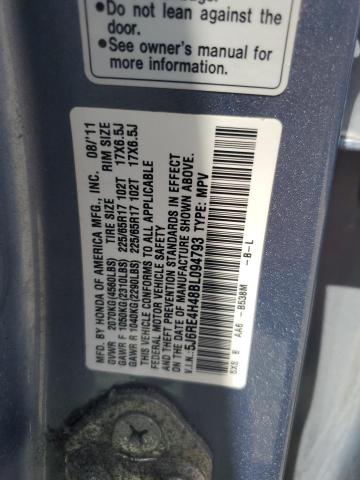 •Do not lean against the
door.
•See owner's manual for
more information.
MFD. BY HONDA OF AMERICA MFG., INC. 08/'11
TIRE SIZE RIM SIZE
GVWR 2070KG(4560LBS)
GAWR F 1050KG(2310LBS) 225/65R17 102T 17X6.5J
GAWR R 1040KG(2290LBS) 225/65R17 102T 17X6.5J
THIS VEHICLE CONFORMS TO ALL APPLICABLE
FEDERAL MOTOR VEHICLE SAFETY
AND THEFT PREVENTION STANDARDS IN EFFECT ON THE
DATE OF MANUFACTURE SHOWN ABOVE.
V.I.N.: 5J6RE4H48BL094793 TYPE: MPV
-B-L
SXS B AA6 -B538M